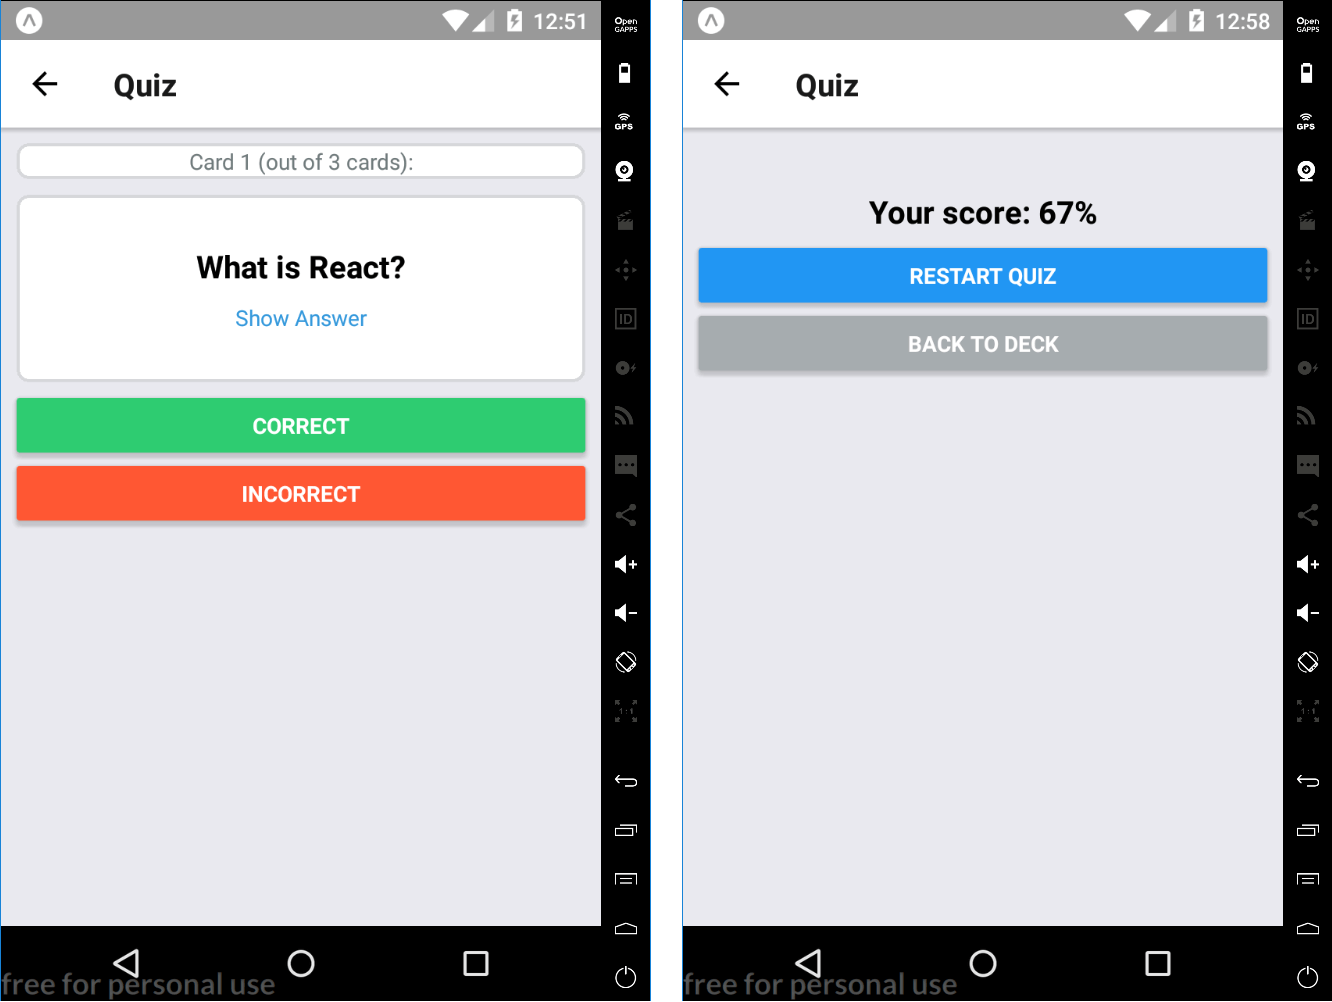 12:51
Open
GAPPS
Quiz
GPS
Card 1 (out of 3 cards):
What is React?
ID
Show Answer
CORRECT
INCORRECT
1:1
free for personal use
12:58
Open
GAPPS
Quiz
GPS
Your score: 67%
RESTART QUIZ
ID
BACK TO DECK
1:1
free for personal use